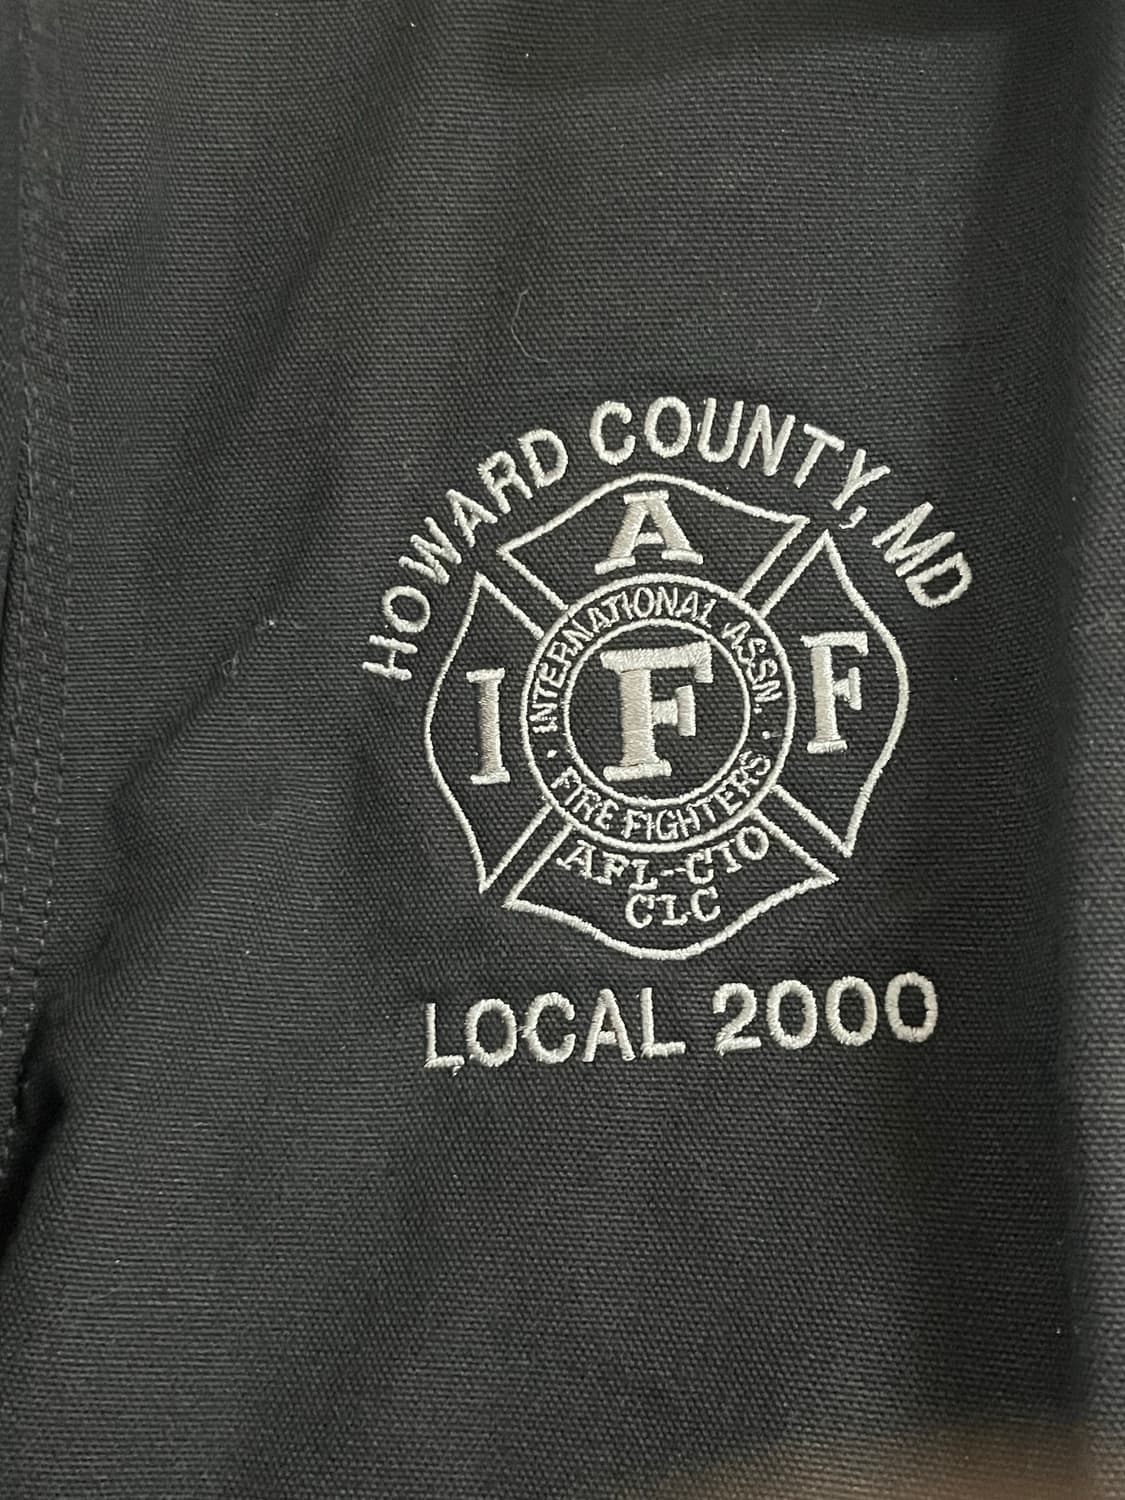 HOWARD COUNTY, MD
A
I F F
INTERNATIONAL ASSN.
· FIRE FIGHTERS ·
AFL-CIO
CLC
LOCAL 2000